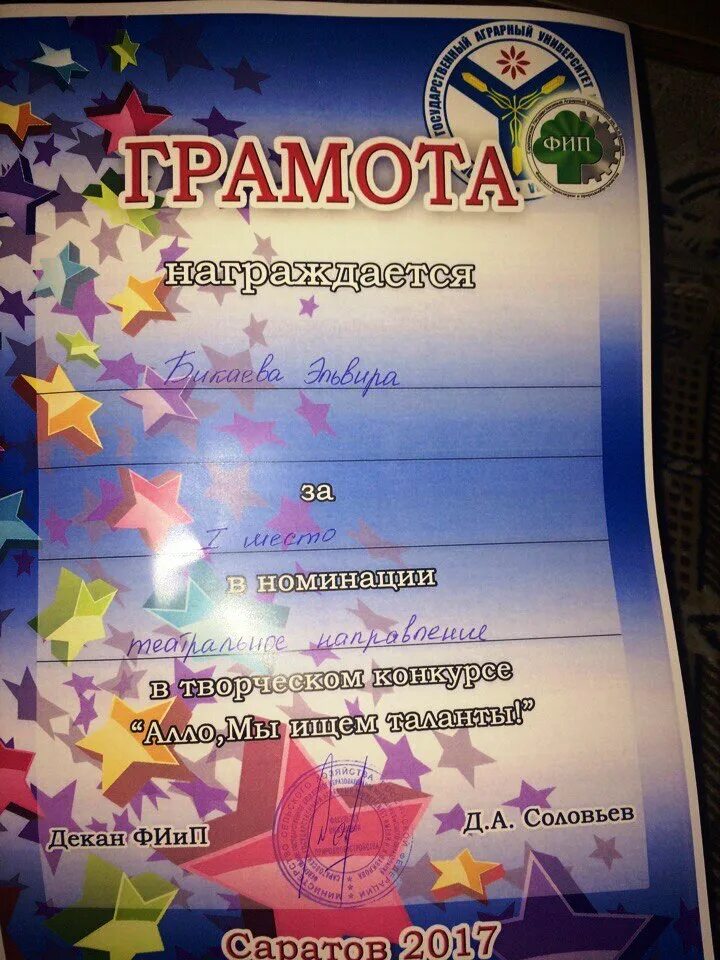 ГОСУДАРСТВЕННЫЙ АГРАРНЫЙ УНИВЕРСИТЕТ
ФИП
ГРАМОТА
награждается
Бикаева Эльвира
за
I место
в номинации
театральное направление
в творческом конкурсе
“Алло,Мы ищем таланты!”
Декан ФИиП
Д.А. Соловьев
Саратов 2017